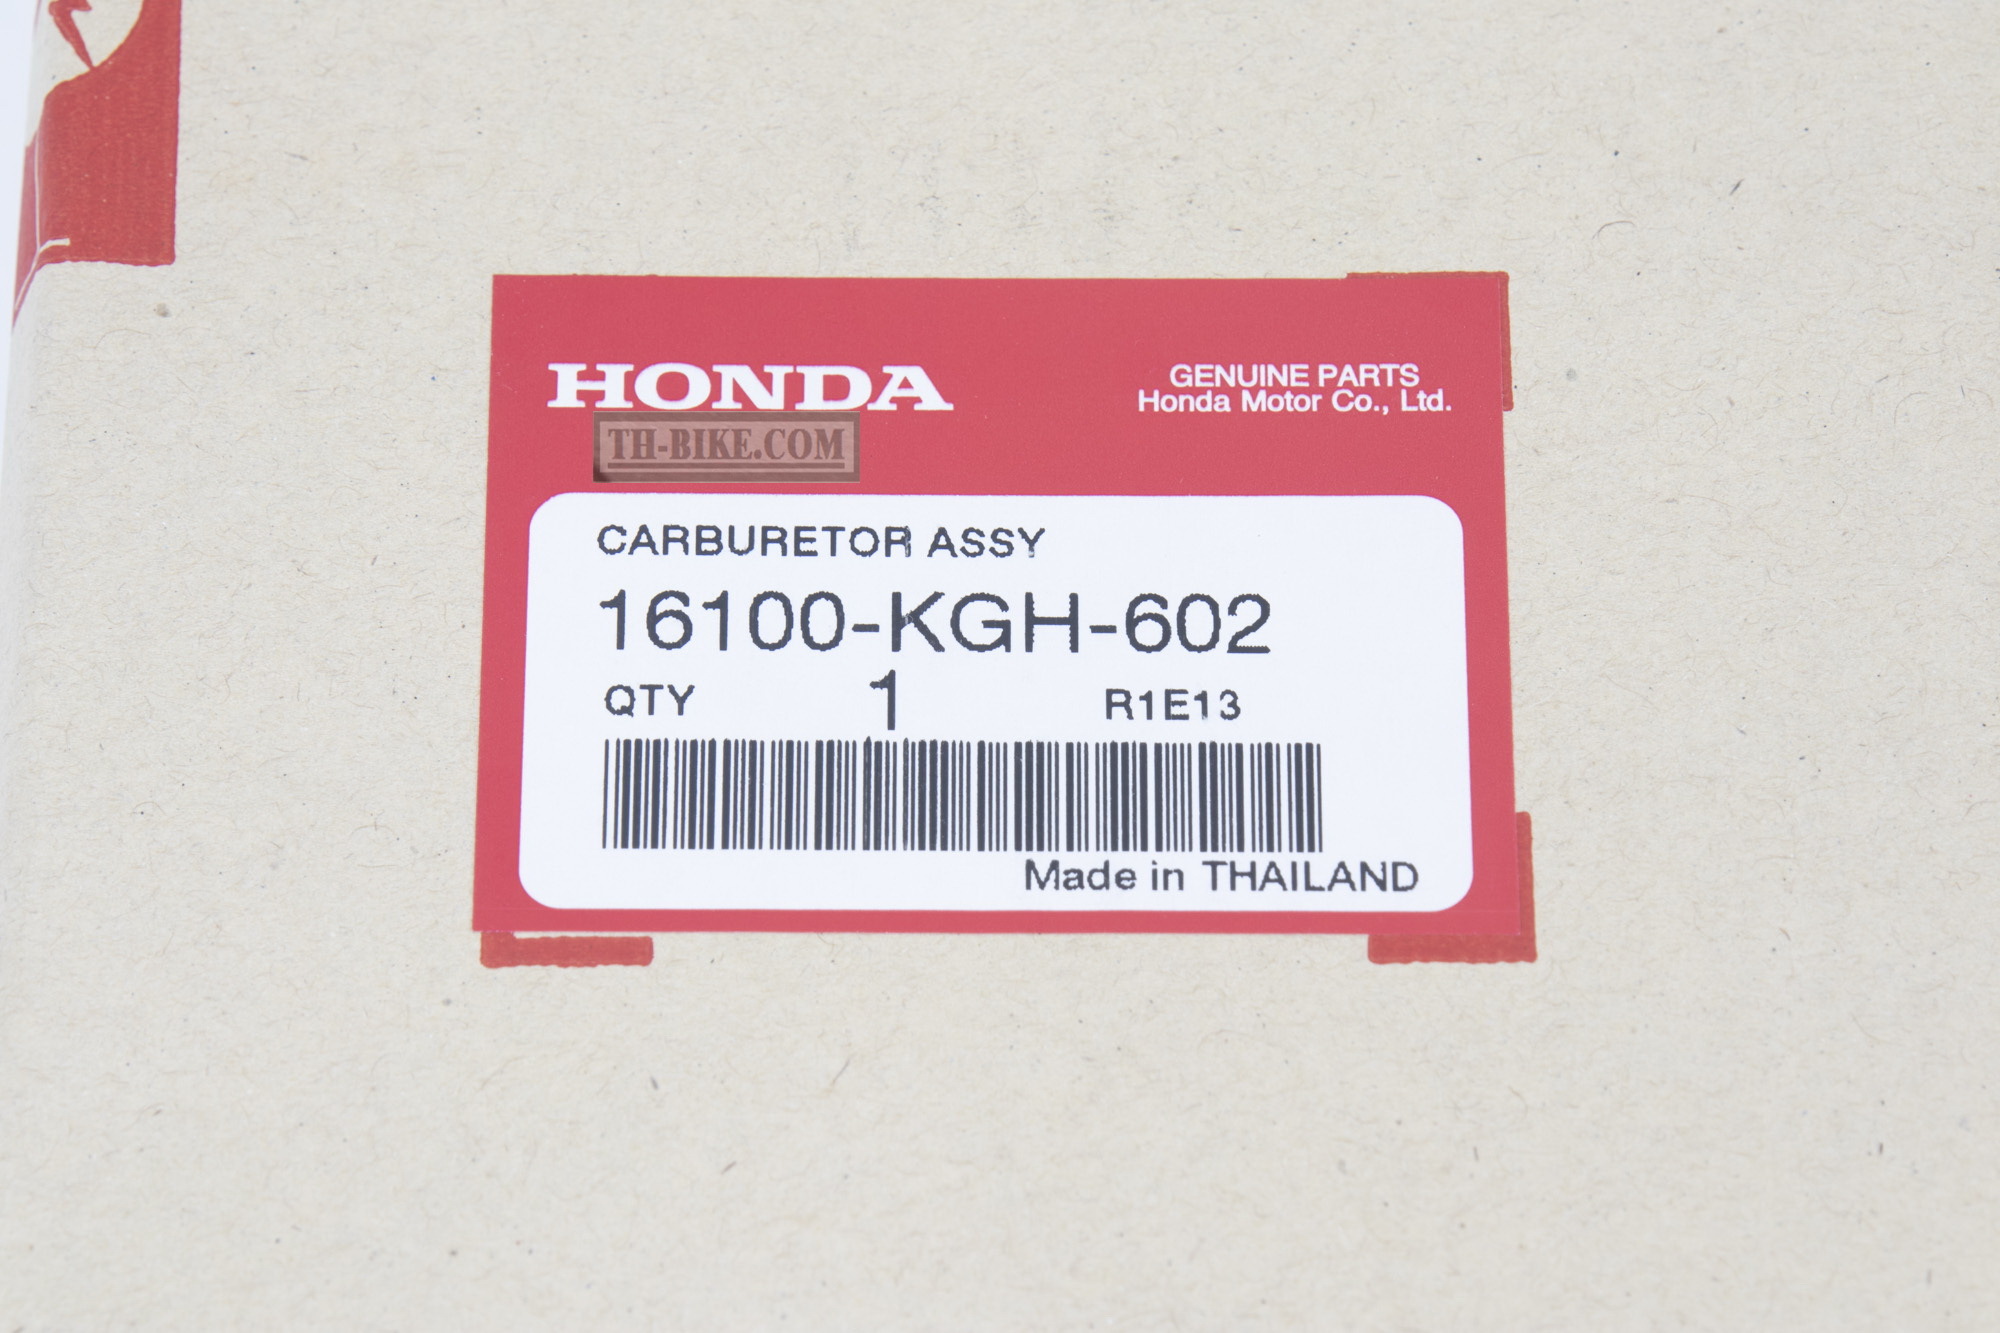 HONDA
GENUINE PARTS
Honda Motor Co., Ltd.
TH-BIKE.COM
CARBURETOR ASSY
16100-KGH-602
QTY 1 R1E13
Made in THAILAND